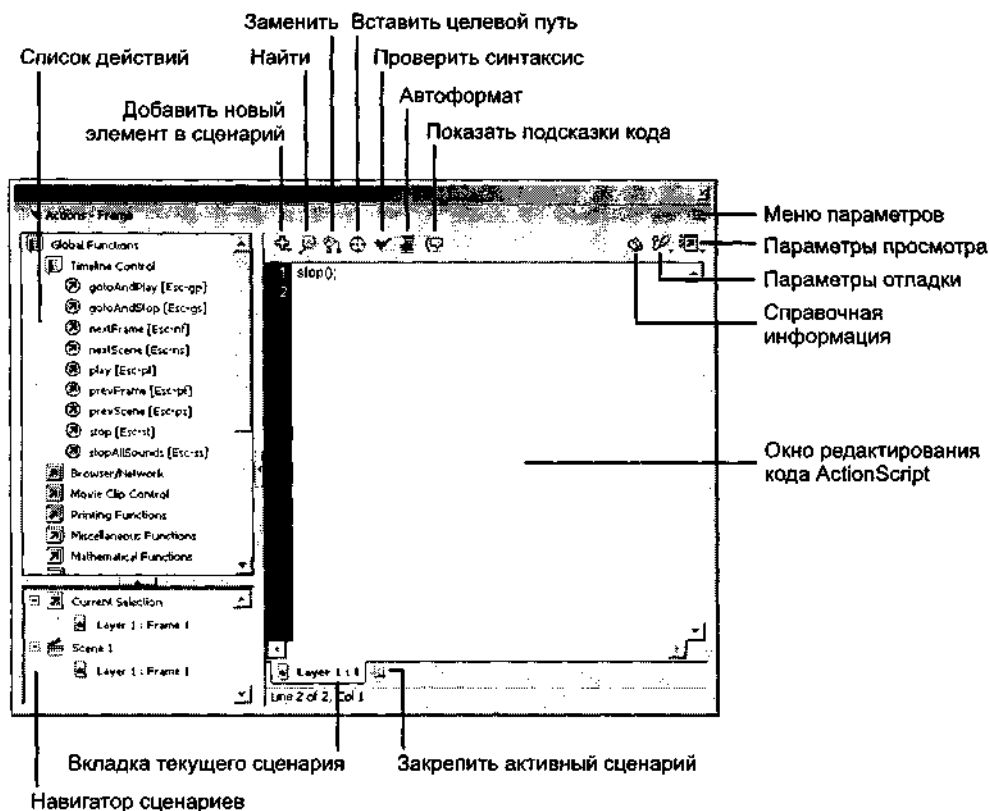 Заменить
Вставить целевой путь
Список действий
Найти
Проверить синтаксис
Автоформат
Добавить новый
элемент в сценарий
Показать подсказки кода
Actions - Frame
Меню параметров
Параметры просмотра
Параметры отладки
Справочная
информация
Global Functions
Timeline Control
gotoAndPlay [Esc-gp]
gotoAndStop [Esc-gs]
nextFrame [Esc-nf]
nextScene [Esc-ns]
play [Esc-pl]
prevFrame [Esc-pf]
prevScene [Esc-ps]
stop [Esc-st]
stopAllSounds [Esc-ss]
Browser/Network
Movie Clip Control
Printing Functions
Miscellaneous Functions
Mathematical Functions
1 stop();
2
Окно редактирования
кода ActionScript
Current Selection
Layer 1 : Frame 1
Scene 1
Layer 1 : Frame 1
Layer 1 : 1
Line 2 of 2, Col 1
Вкладка текущего сценария
Закрепить активный сценарий
Навигатор сценариев